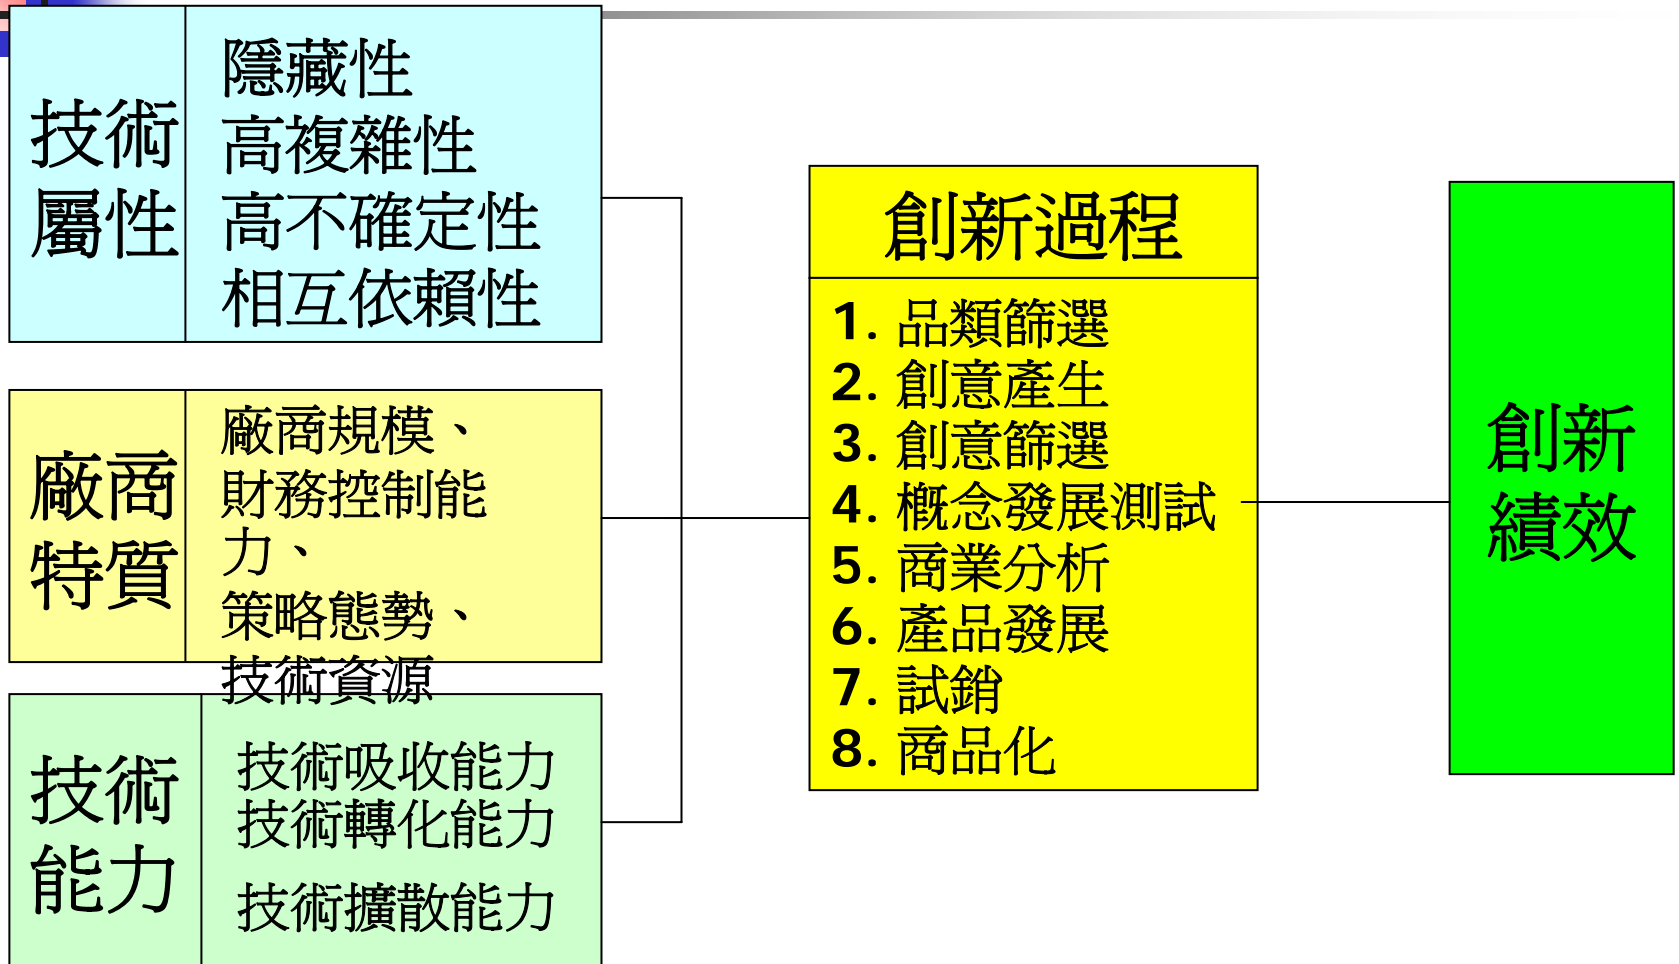 技術
屬性
隱藏性
高複雜性
高不確定性
相互依賴性
廠商
特質
廠商規模、
財務控制能
力、
策略態勢、
技術資源
技術
能力
技術吸收能力
技術轉化能力
技術擴散能力
創新過程
1. 品類篩選
2. 創意產生
3. 創意篩選
4. 概念發展測試
5. 商業分析
6. 產品發展
7. 試銷
8. 商品化
創新
績效